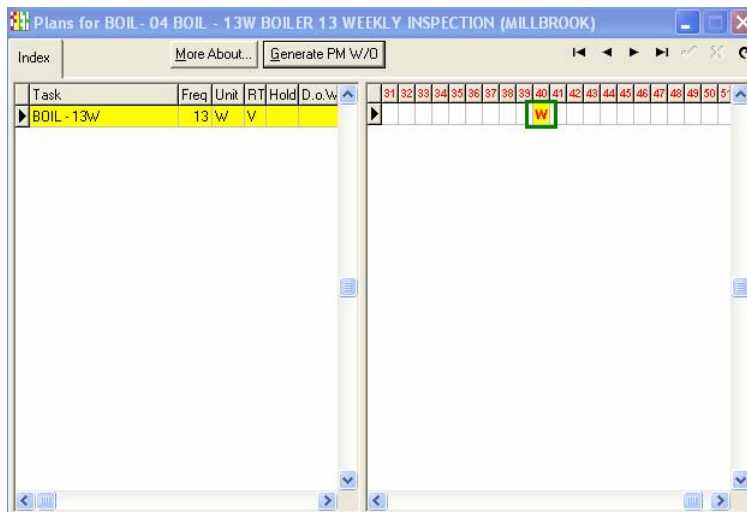 Plans for BOIL- 04 BOIL - 13W BOILER 13 WEEKLY INSPECTION (MILLBROOK)
Index More About... Generate PM W/O
Task Freq Unit RT Hold D.o.W 31 32 33 34 35 36 37 38 39 40 41 42 43 44 45 46 47 48 49 50 51
BOIL - 13W 13 W V W